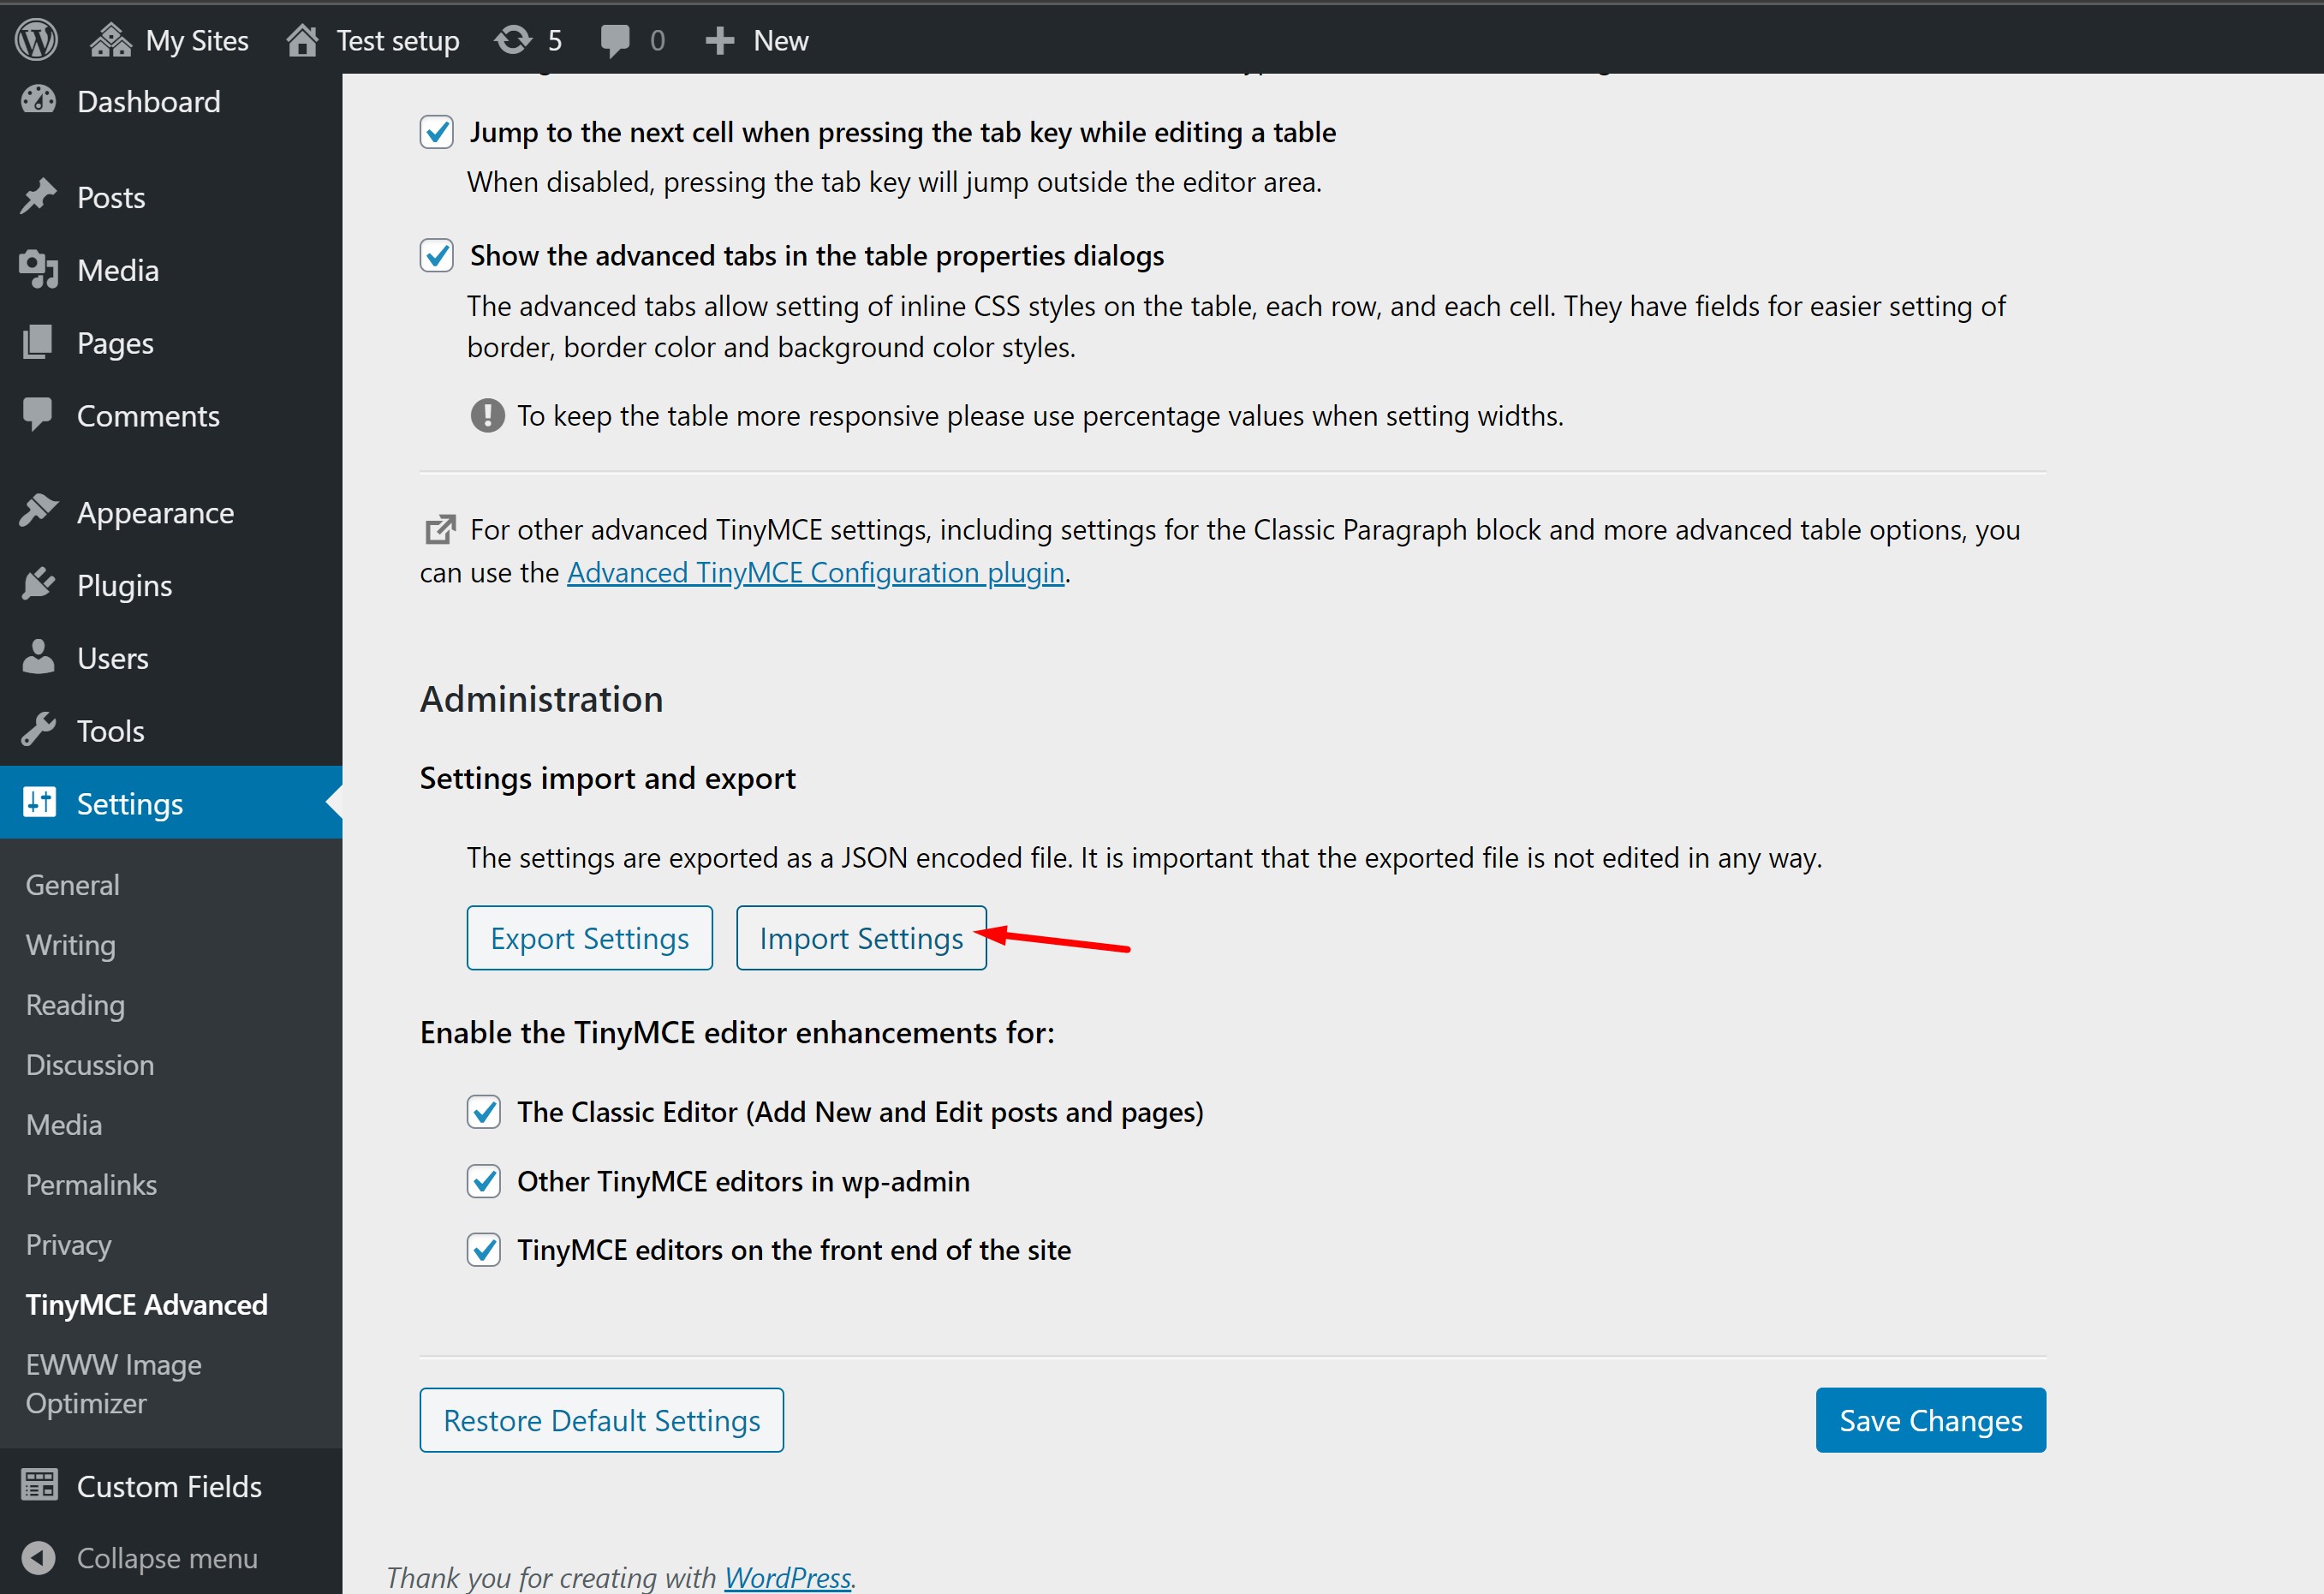 My Sites
Test setup
5
0
New
Dashboard
Posts
Media
Pages
Comments
Appearance
Plugins
Users
Tools
Settings
General
Writing
Reading
Discussion
Media
Permalinks
Privacy
TinyMCE Advanced
EWWW Image
Optimizer
Custom Fields
Collapse menu
Jump to the next cell when pressing the tab key while editing a table
When disabled, pressing the tab key will jump outside the editor area.
Show the advanced tabs in the table properties dialogs
The advanced tabs allow setting of inline CSS styles on the table, each row, and each cell. They have fields for easier setting of
border, border color and background color styles.
To keep the table more responsive please use percentage values when setting widths.
For other advanced TinyMCE settings, including settings for the Classic Paragraph block and more advanced table options, you
can use the Advanced TinyMCE Configuration plugin.
Administration
Settings import and export
The settings are exported as a JSON encoded file. It is important that the exported file is not edited in any way.
Export Settings
Import Settings
Enable the TinyMCE editor enhancements for:
The Classic Editor (Add New and Edit posts and pages)
Other TinyMCE editors in wp-admin
TinyMCE editors on the front end of the site
Restore Default Settings
Save Changes
Thank you for creating with WordPress.